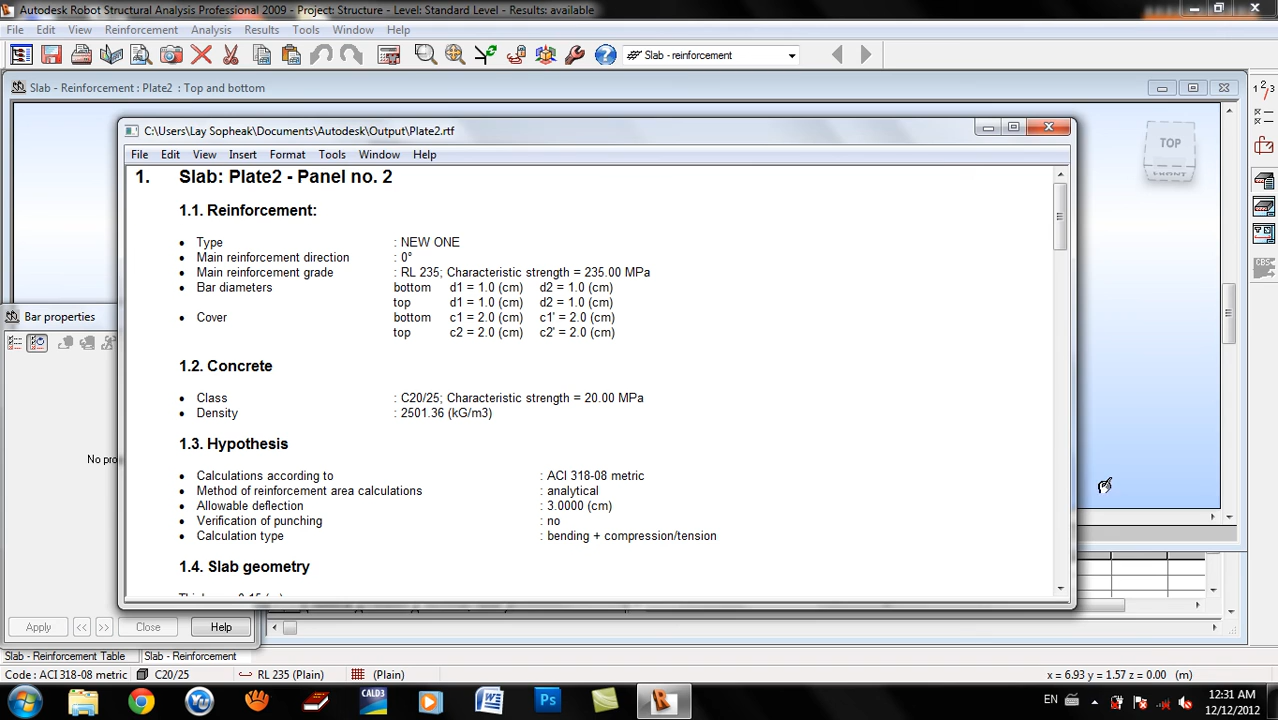 Autodesk Robot Structural Analysis Professional 2009 - Project: Structure - Level: Standard Level - Results: available
File Edit View Reinforcement Analysis Results Tools Window Help
Slab - reinforcement
Slab - Reinforcement : Plate2 : Top and bottom
TOP
FRONT
C:\Users\Lay Sopheak\Documents\Autodesk\Output\Plate2.rtf
File Edit View Insert Format Tools Window Help
1. Slab: Plate2 - Panel no. 2
1.1. Reinforcement:
• Type : NEW ONE
• Main reinforcement direction : 0°
• Main reinforcement grade : RL 235; Characteristic strength = 235.00 MPa
• Bar diameters bottom d1 = 1.0 (cm) d2 = 1.0 (cm)
top d1 = 1.0 (cm) d2 = 1.0 (cm)
• Cover bottom c1 = 2.0 (cm) c1' = 2.0 (cm)
top c2 = 2.0 (cm) c2' = 2.0 (cm)
1.2. Concrete
• Class : C20/25; Characteristic strength = 20.00 MPa
• Density : 2501.36 (kG/m3)
1.3. Hypothesis
• Calculations according to : ACI 318-08 metric
• Method of reinforcement area calculations : analytical
• Allowable deflection : 3.0000 (cm)
• Verification of punching : no
• Calculation type : bending + compression/tension
1.4. Slab geometry
Bar properties
No pro
Apply << >> Close Help
Slab - Reinforcement Table Slab - Reinforcement
Code : ACI 318-08 metric C20/25 RL 235 (Plain) (Plain) x = 6.93 y = 1.57 z = 0.00 (m)
CALD3
Ps
EN
12:31 AM
12/12/2012